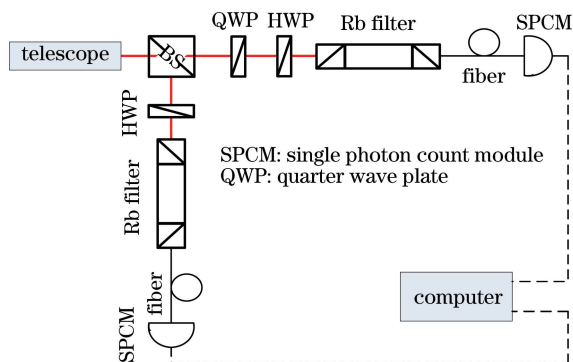 QWP HWP Rb filter SPCM
telescope
BS
fiber
HWP
SPCM: single photon count module
QWP: quarter wave plate
Rb filter
fiber
computer
SPCM